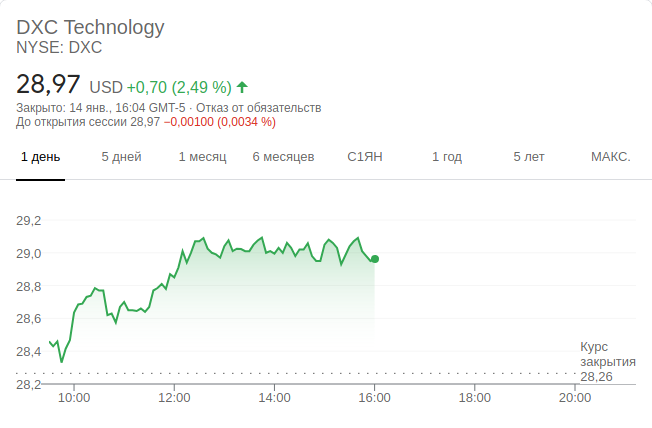 DXC Technology
NYSE: DXC
28,97 USD +0,70 (2,49 %)
Закрыто: 14 янв., 16:04 GMT-5 · Отказ от обязательств
До открытия сессии 28,97 −0,00100 (0,0034 %)
1 день 5 дней 1 месяц 6 месяцев С1ЯН 1 год 5 лет МАКС.
29,2
29,0
28,8
28,6
28,4
28,2
Курс
закрытия
28,26
10:00 12:00 14:00 16:00 18:00 20:00